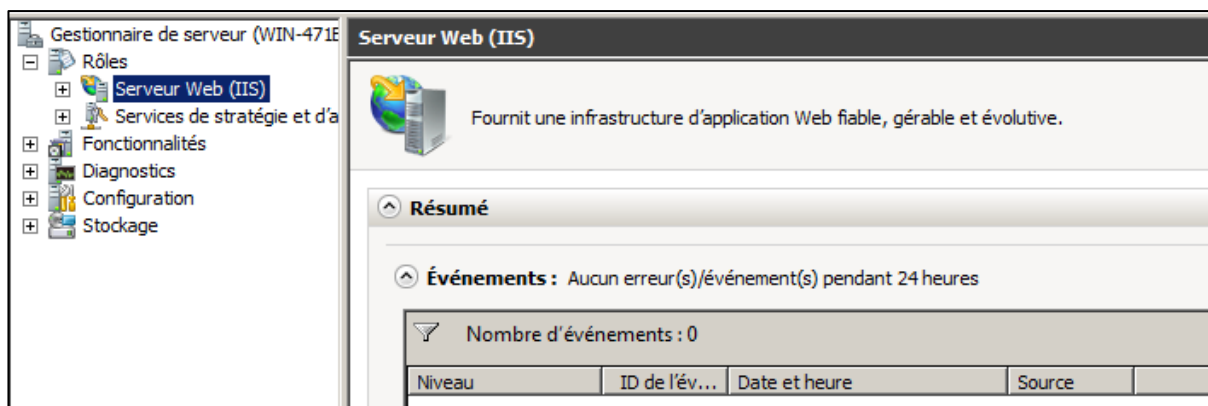 Gestionnaire de serveur (WIN-471E
Rôles
Serveur Web (IIS)
Services de stratégie et d'a
Fonctionnalités
Diagnostics
Configuration
Stockage
Serveur Web (IIS)
Fournit une infrastructure d'application Web fiable, gérable et évolutive.
Résumé
Événements : Aucun erreur(s)/événement(s) pendant 24 heures
Nombre d'événements : 0
Niveau ID de l'év... Date et heure Source